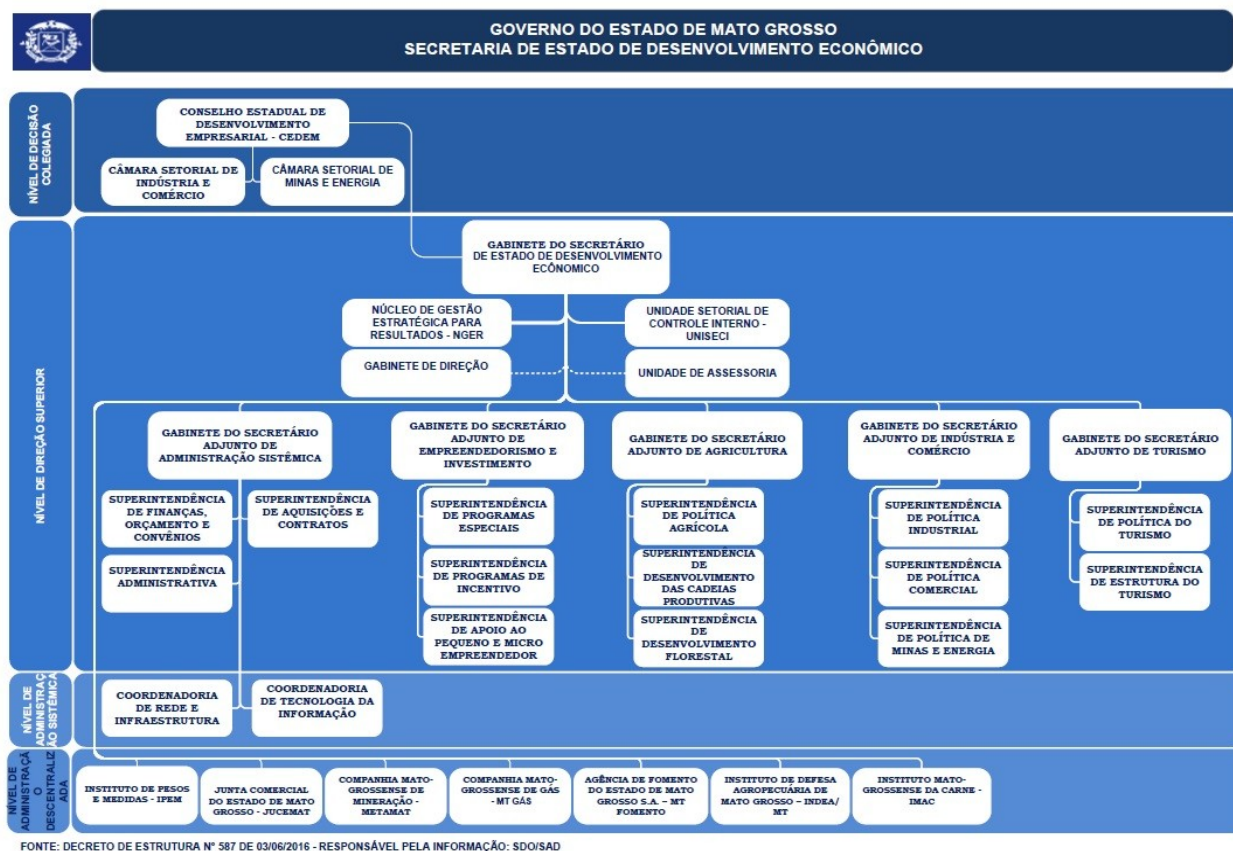 GOVERNO DO ESTADO DE MATO GROSSO
SECRETARIA DE ESTADO DE DESENVOLVIMENTO ECONÔMICO
NÍVEL DE DECISÃO
COLEGIADA
CONSELHO ESTADUAL DE
DESENVOLVIMENTO
EMPRESARIAL - CEDEM
CÂMARA SETORIAL DE
INDÚSTRIA E
COMÉRCIO
CÂMARA SETORIAL DE
MINAS E ENERGIA
NÍVEL DE DIREÇÃO SUPERIOR
GABINETE DO SECRETÁRIO
DE ESTADO DE DESENVOLVIMENTO
ECÔNOMICO
NÚCLEO DE GESTÃO
ESTRATÉGICA PARA
RESULTADOS - NGER
UNIDADE SETORIAL DE
CONTROLE INTERNO -
UNISECI
GABINETE DE DIREÇÃO
UNIDADE DE ASSESSORIA
GABINETE DO SECRETÁRIO
ADJUNTO DE
ADMINISTRAÇÃO SISTÊMICA
GABINETE DO SECRETÁRIO
ADJUNTO DE
EMPREENDEDORISMO E
INVESTIMENTO
GABINETE DO SECRETÁRIO
ADJUNTO DE AGRICULTURA
GABINETE DO SECRETÁRIO
ADJUNTO DE INDÚSTRIA E
COMÉRCIO
GABINETE DO SECRETÁRIO
ADJUNTO DE TURISMO
SUPERINTENDÊNCIA
DE FINANÇAS,
ORÇAMENTO E
CONVÊNIOS
SUPERINTENDÊNCIA
DE AQUISIÇÕES E
CONTRATOS
SUPERINTENDÊNCIA
ADMINISTRATIVA
SUPERINTENDÊNCIA
DE PROGRAMAS
ESPECIAIS
SUPERINTENDÊNCIA
DE PROGRAMAS DE
INCENTIVO
SUPERINTENDÊNCIA
DE APOIO AO
PEQUENO E MICRO
EMPREENDEDOR
SUPERINTENDÊNCIA
DE POLÍTICA
AGRÍCOLA
SUPERINTENDÊNCIA
DE
DESENVOLVIMENTO
DAS CADEIAS
PRODUTIVAS
SUPERINTENDÊNCIA
DE
DESENVOLVIMENTO
FLORESTAL
SUPERINTENDÊNCIA
DE POLÍTICA
INDUSTRIAL
SUPERINTENDÊNCIA
DE POLÍTICA
COMERCIAL
SUPERINTENDÊNCIA
DE POLÍTICA DE
MINAS E ENERGIA
SUPERINTENDÊNCIA
DE POLÍTICA DO
TURISMO
SUPERINTENDÊNCIA
DE ESTRUTURA DO
TURISMO
NÍVEL DE
ADMINISTRAÇ
ÃO SISTÊMICA
COORDENADORIA
DE REDE E
INFRAESTRUTURA
COORDENADORIA
DE TECNOLOGIA DA
INFORMAÇÃO
NÍVEL DE
ADMINISTRAÇÃ
O
DESCENTRALIZ
ADA
INSTITUTO DE PESOS
E MEDIDAS - IPEM
JUNTA COMERCIAL
DO ESTADO DE MATO
GROSSO - JUCEMAT
COMPANHIA MATO-
GROSSENSE DE
MINERAÇÃO -
METAMAT
COMPANHIA MATO-
GROSSENSE DE GÁS
- MT GÁS
AGÊNCIA DE FOMENTO
DO ESTADO DE MATO
GROSSO S.A. – MT
FOMENTO
INSTITUTO DE DEFESA
AGROPECUÁRIA DE
MATO GROSSO – INDEA/
MT
INSTITUTO MATO-
GROSSENSE DA CARNE -
IMAC
FONTE: DECRETO DE ESTRUTURA N° 587 DE 03/06/2016 - RESPONSÁVEL PELA INFORMAÇÃO: SDO/SAD